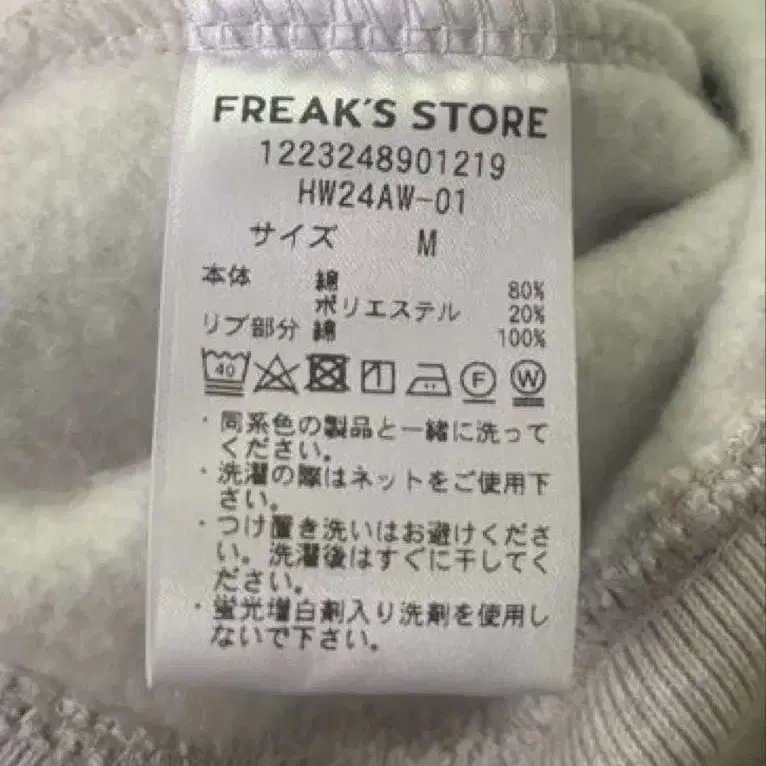 FREAK'S STORE
1223248901219
HW24AW-01
サイズ M
本体 綿 80%
ポリエステル 20%
リブ部分 綿 100%
40 F W
・同系色の製品と一緒に洗って
ください。
・洗濯の際はネットをご使用下
さい。
・つけ置き洗いはお避けくださ
い。洗濯後はすぐに干してく
ださい。
・蛍光増白剤入り洗剤を使用し
ないで下さい。